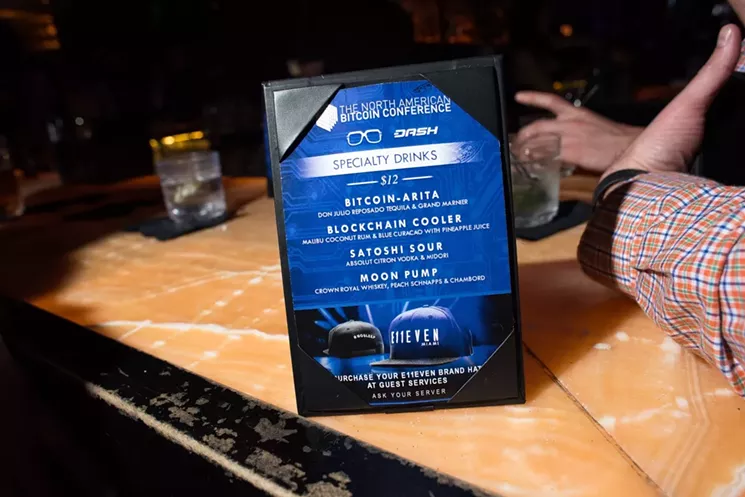 THE NORTH AMERICAN
BITCOIN CONFERENCE
DASH
SPECIALTY DRINKS
$12
BITCOIN-ARITA
DON JULIO REPOSADO TEQUILA & GRAND MARNIER
BLOCKCHAIN COOLER
MALIBU COCONUT RUM & BLUE CURACAO WITH PINEAPPLE JUICE
SATOSHI SOUR
ABSOLUT CITRON VODKA & MIDORI
MOON PUMP
CROWN ROYAL WHISKEY, PEACH SCHNAPPS & CHAMBORD
E11EVEN
MIAMI
PURCHASE YOUR E11EVEN BRAND HAT
AT GUEST SERVICES
ASK YOUR SERVER